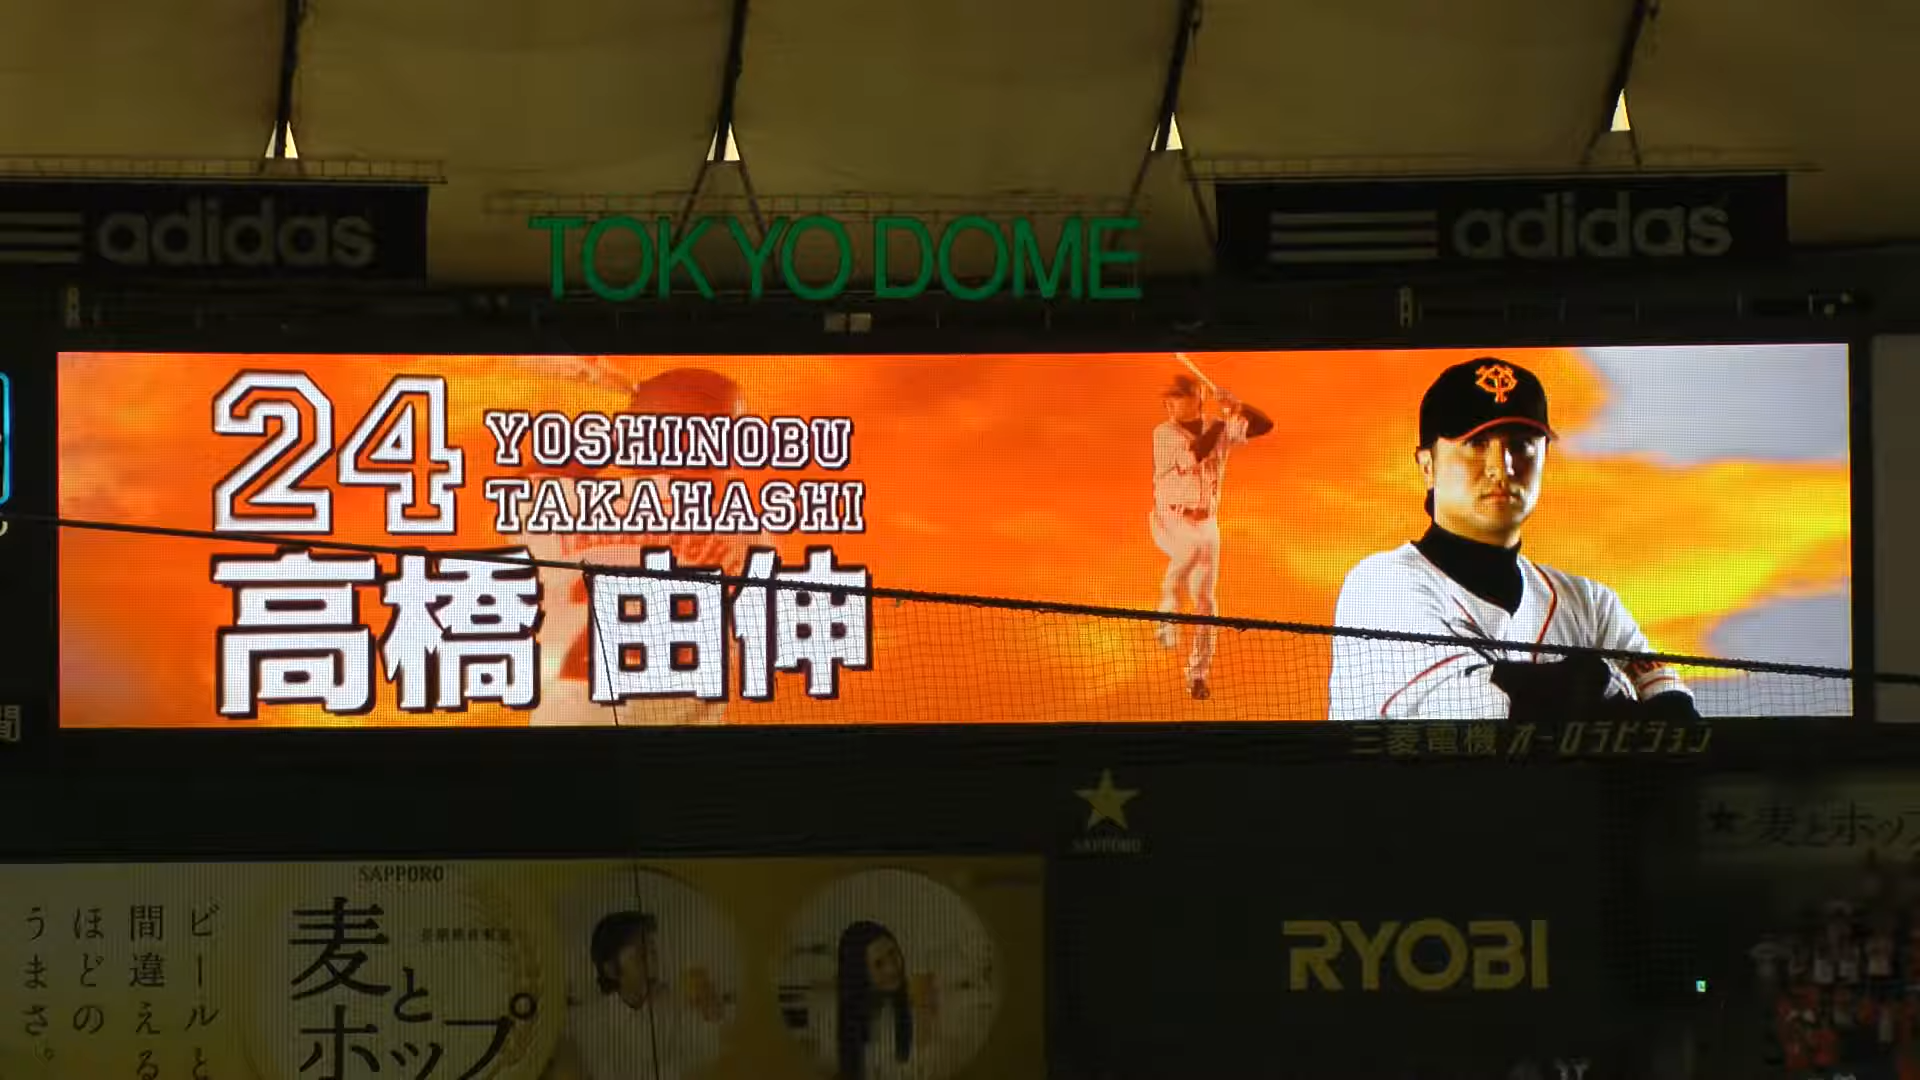 adidas
adidas
TOKYO DOME
24
YOSHINOBU
TAKAHASHI
高橋 由伸
三菱電機 オーロラビジョン
SAPPORO
ビールと
間違える
ほどの
うまさ。
SAPPORO
麦と
ホップ
RYOBI
麦とホップ
間